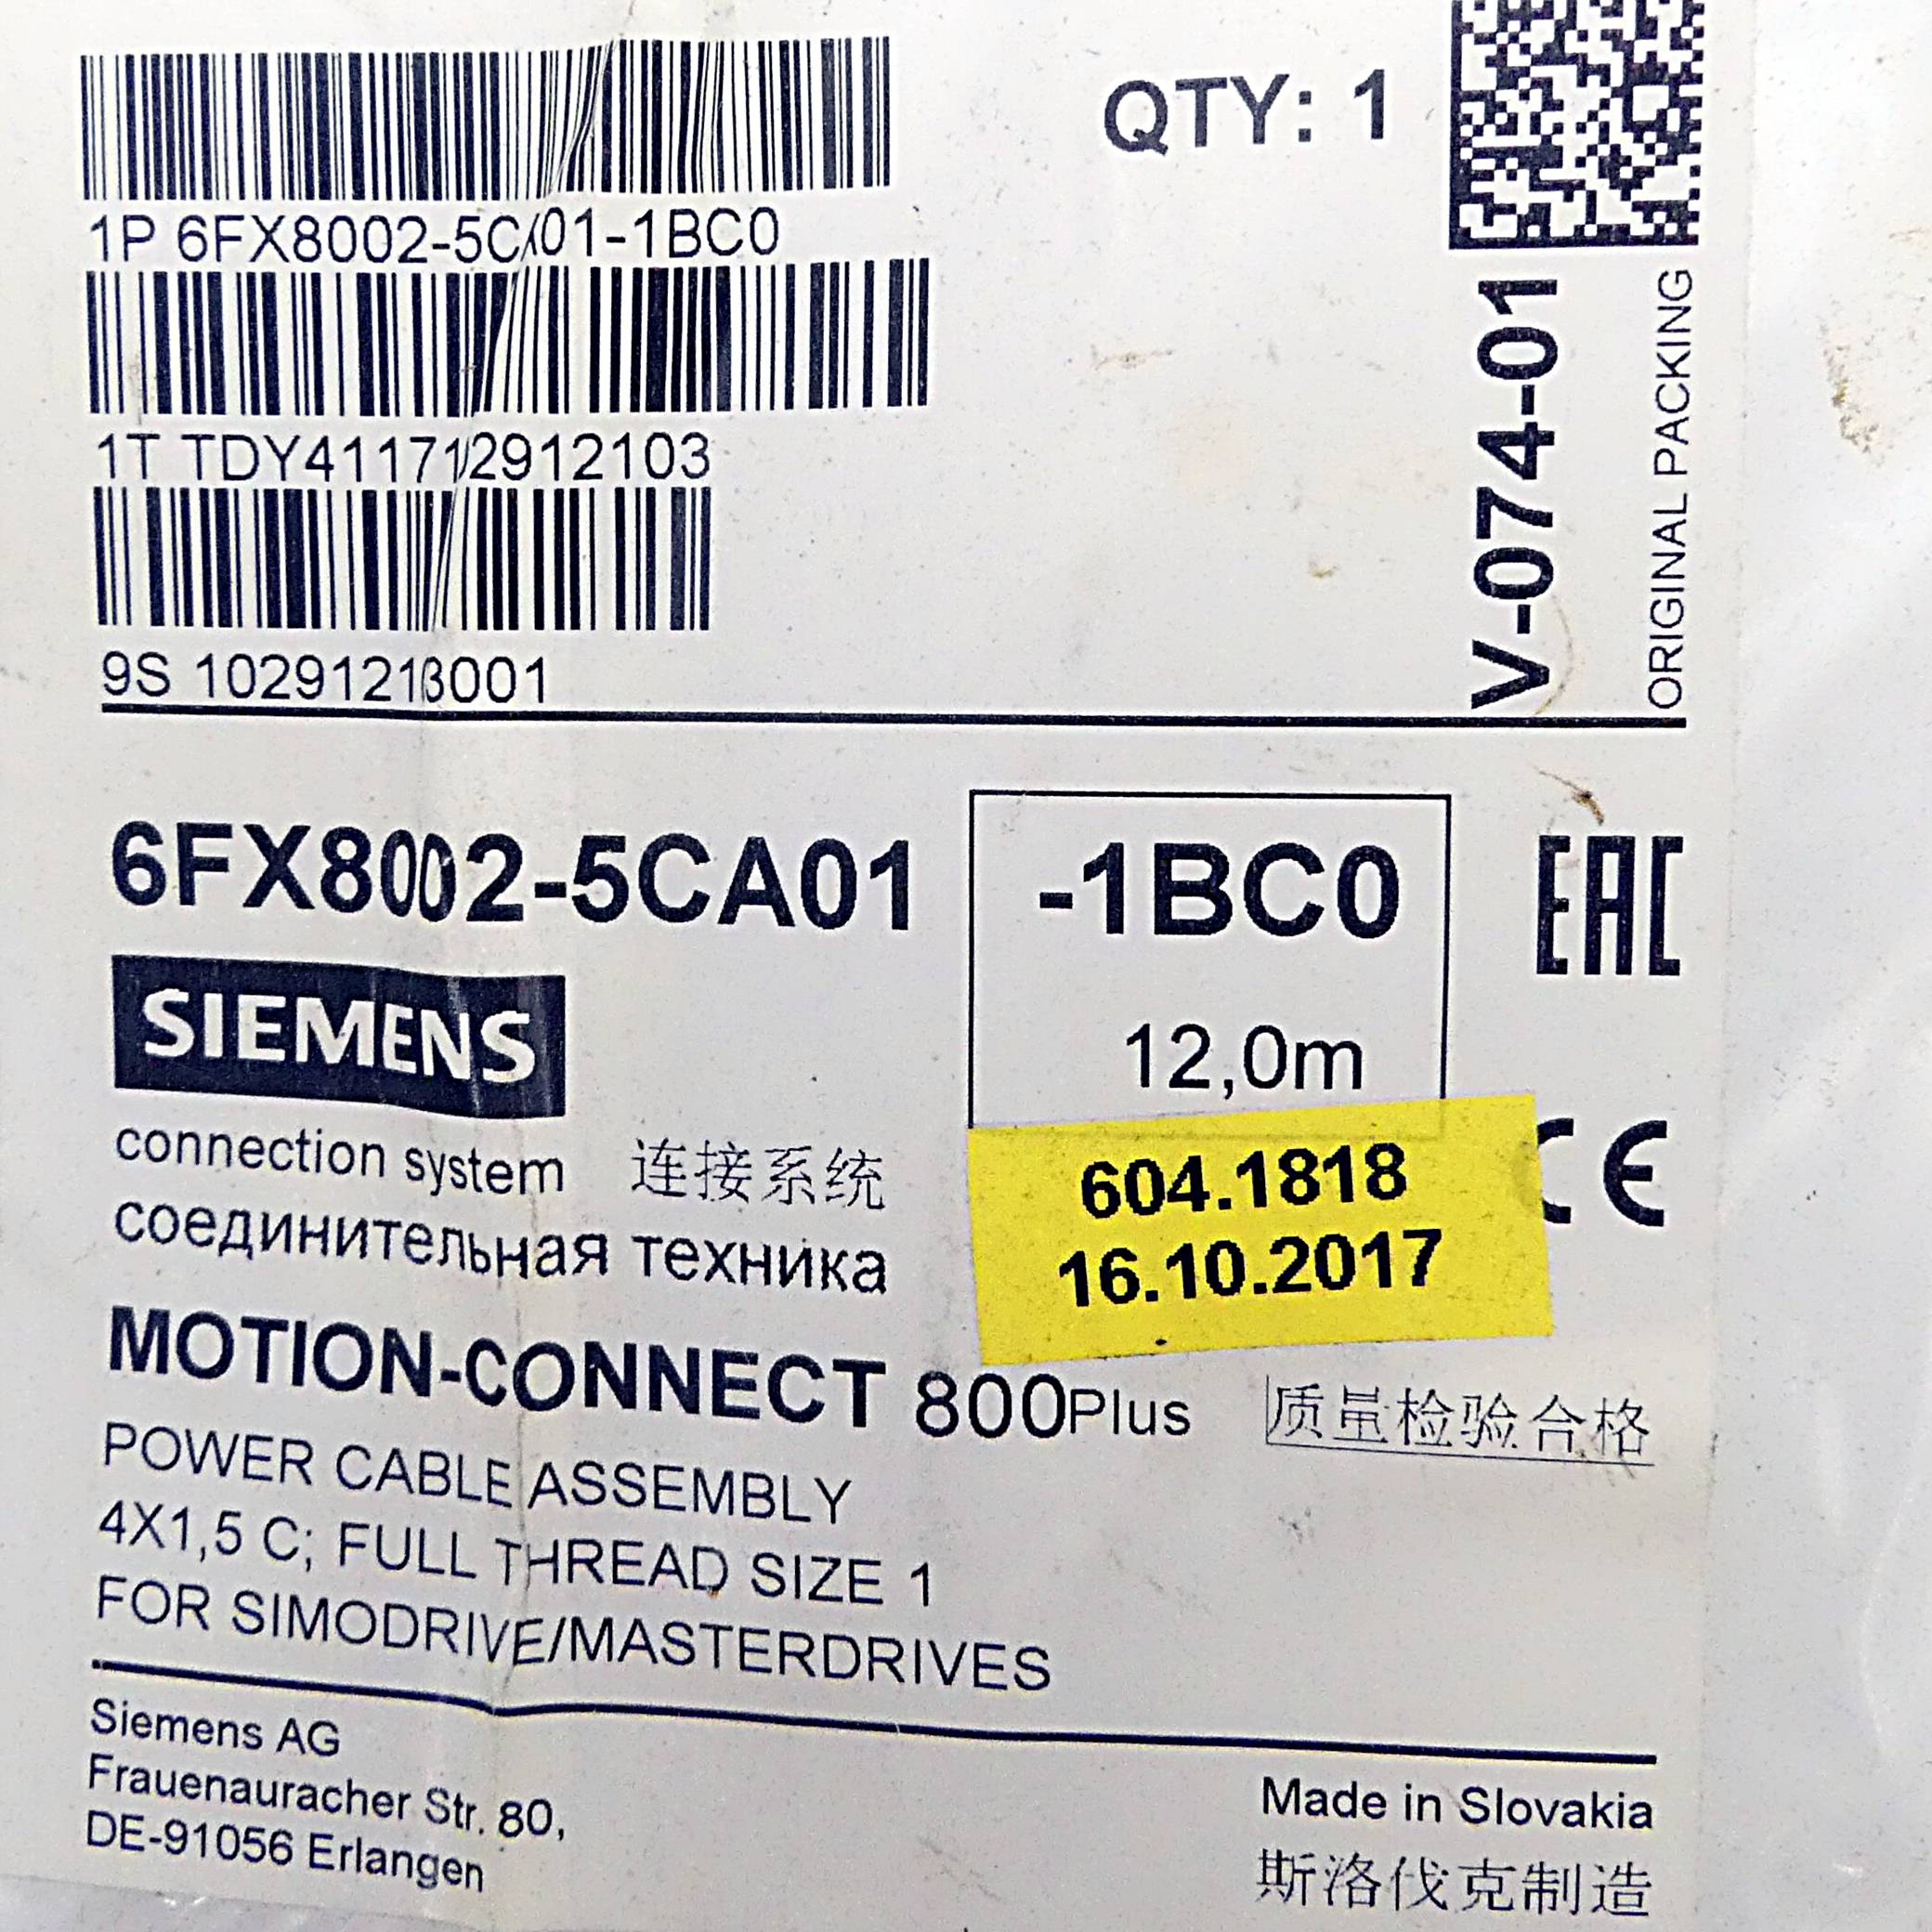 QTY: 1
1P 6FX8002-5CA01-1BC0
1T TDY411712912103
9S 10291213001
V-074-01
ORIGINAL PACKING
6FX8002-5CA01 -1BC0
EAC
SIEMENS
12,0m
CE
connection system 连接系统
604.1818
соединительная техника
16.10.2017
MOTION-CONNECT 800Plus 质量检验合格
POWER CABLE ASSEMBLY
4X1,5 C; FULL THREAD SIZE 1
FOR SIMODRIVE/MASTERDRIVES
Siemens AG
Frauenauracher Str. 80,
DE-91056 Erlangen
Made in Slovakia
斯洛伐克制造